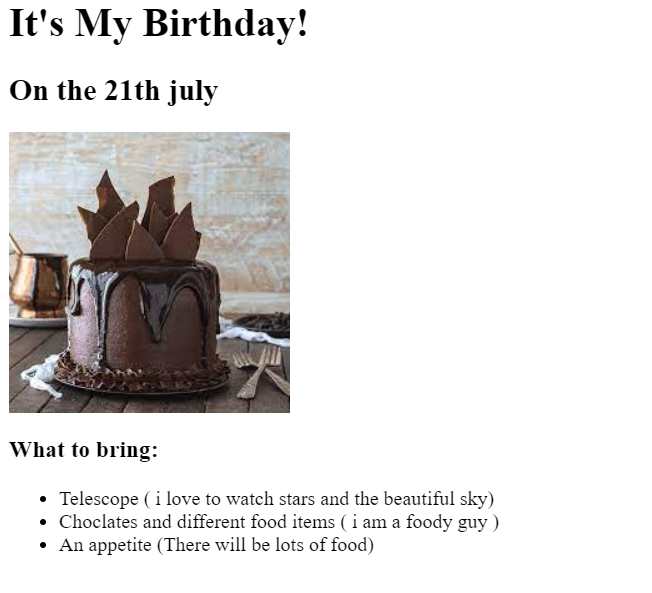 It's My Birthday!
On the 21th july
What to bring:
Telescope ( i love to watch stars and the beautiful sky)
Choclates and different food items ( i am a foody guy )
An appetite (There will be lots of food)